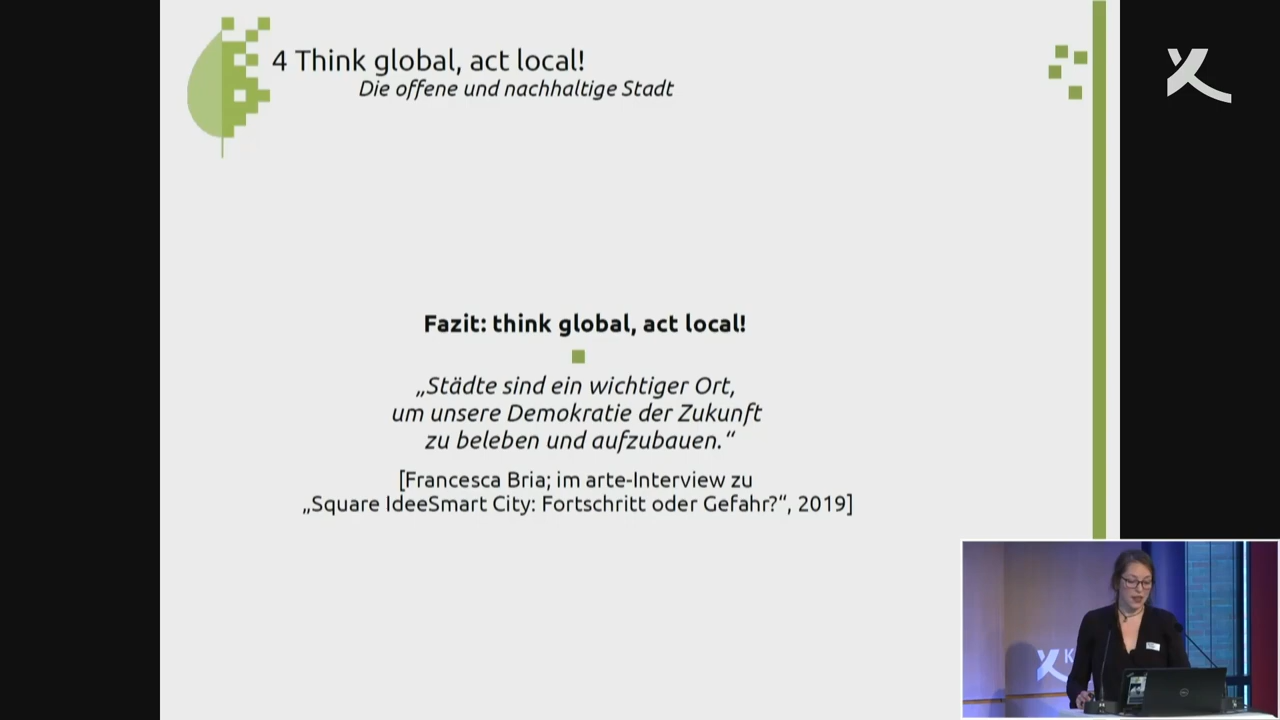 4 Think global, act local!
Die offene und nachhaltige Stadt
Fazit: think global, act local!
„Städte sind ein wichtiger Ort,
um unsere Demokratie der Zukunft
zu beleben und aufzubauen.“
[Francesca Bria; im arte-Interview zu
„Square IdeeSmart City: Fortschritt oder Gefahr?“, 2019]